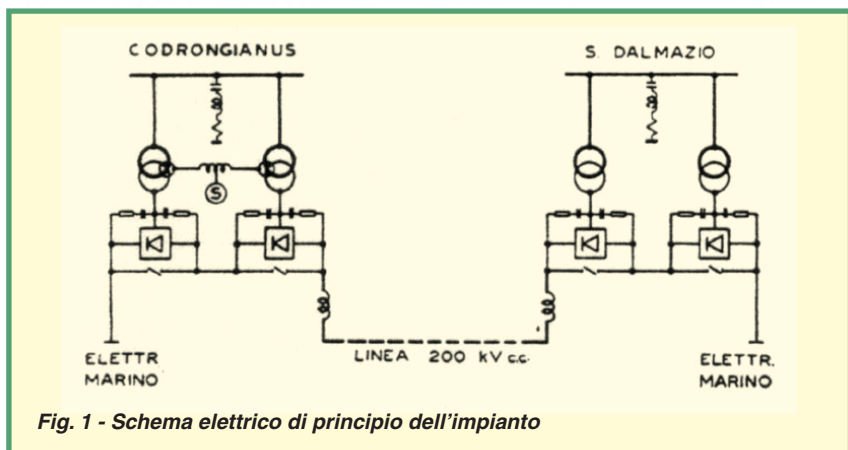 CODRONGIANUS
S. DALMAZIO
S
LINEA 200 kV c.c.
ELETTR
MARINO
ELETTR.
MARINO
Fig. 1 - Schema elettrico di principio dell'impianto